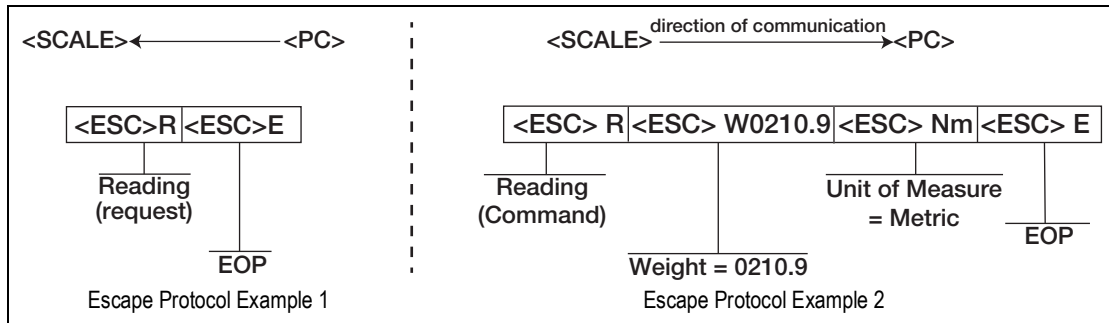 <SCALE> <PC>
<ESC>R <ESC>E
Reading
(request)
EOP
Escape Protocol Example 1
direction of communication
<SCALE> <PC>
<ESC> R <ESC> W0210.9 <ESC> Nm <ESC> E
Reading
(Command)
Unit of Measure
= Metric
EOP
Weight = 0210.9
Escape Protocol Example 2